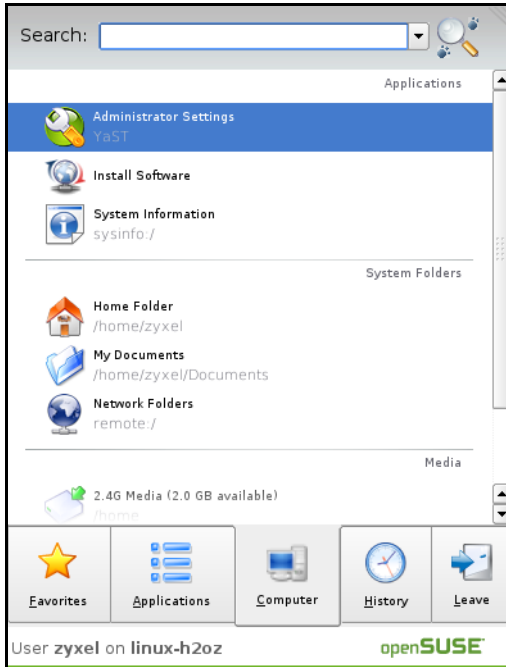 Search:
Applications
Administrator Settings
YaST
Install Software
System Information
sysinfo:/
System Folders
Home Folder
/home/zyxel
My Documents
/home/zyxel/Documents
Network Folders
remote:/
Media
2.4G Media (2.0 GB available)
/home
Favorites
Applications
Computer
History
Leave
User zyxel on linux-h2oz
openSUSE